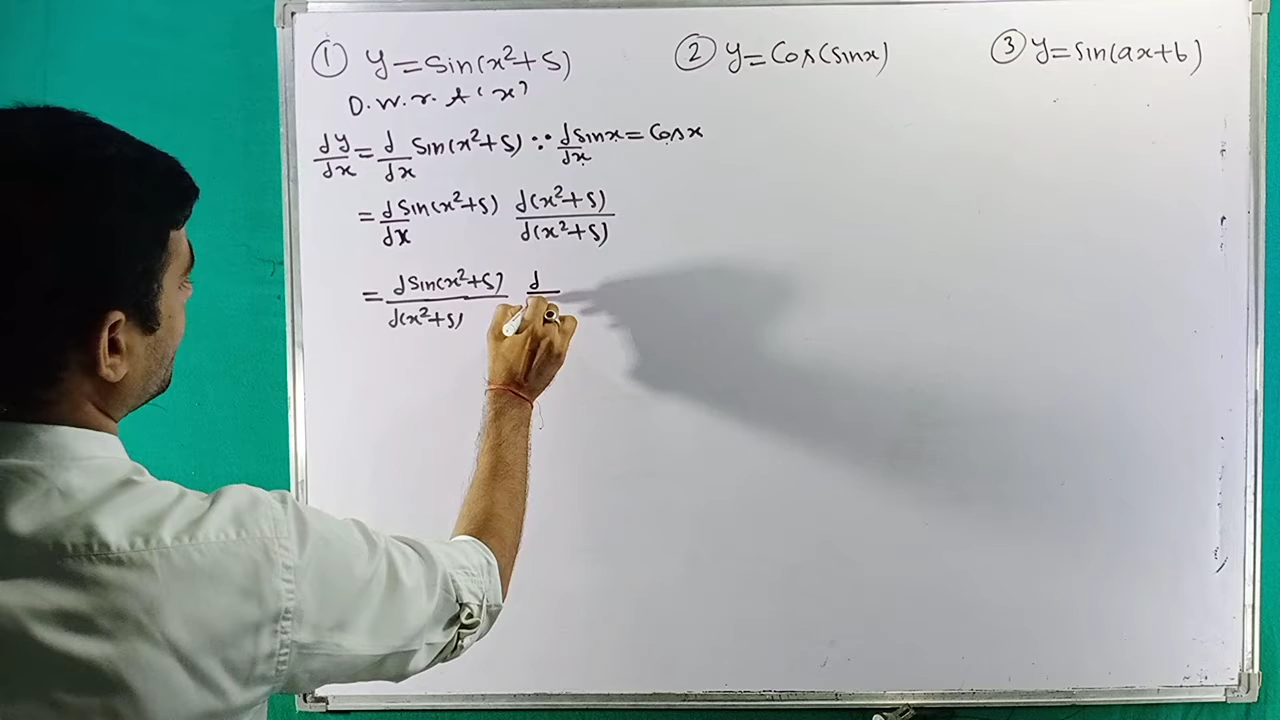 ① y=Sin(x²+5)
② y=Cos(sinx)
③ y=sin(ax+b)
D.w.r.t 'x'
dy/dx = d/dx Sin(x²+5) ∵ d sinx/dx = Cosx
= d Sin(x²+5)/dx d(x²+5)/d(x²+5)
= d Sin(x²+5)/d(x²+5) d